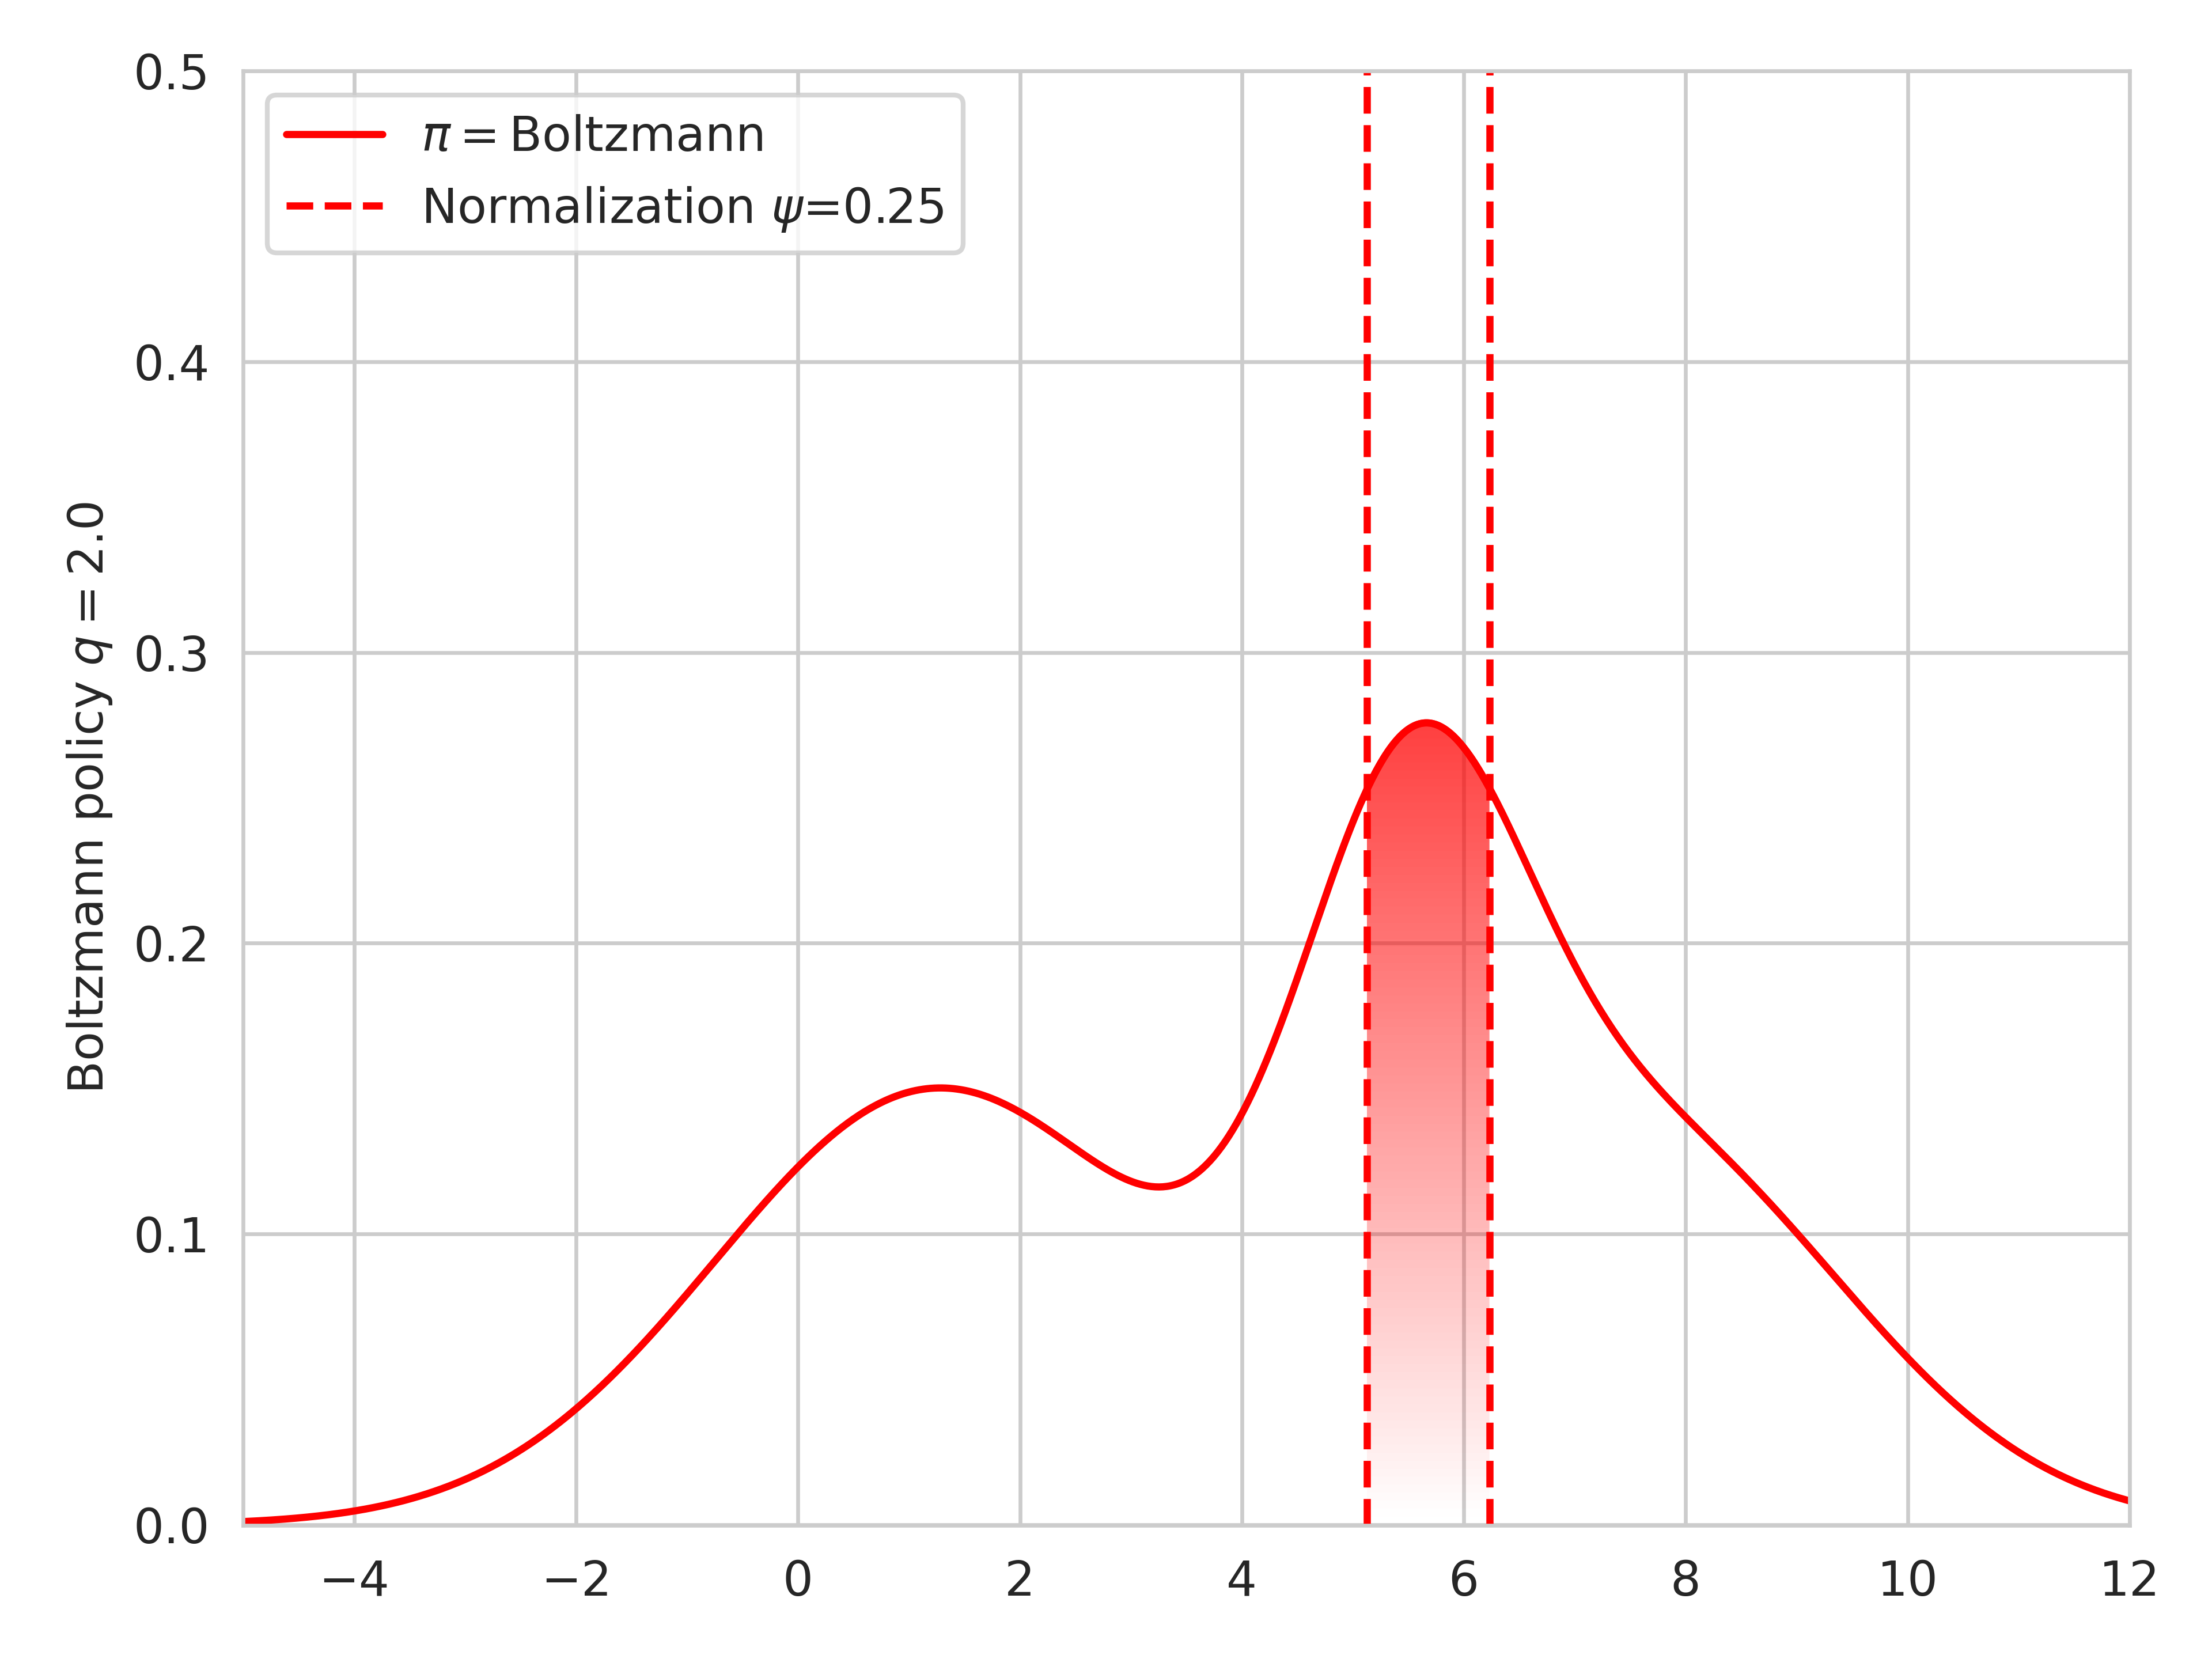 π = Boltzmann
Normalization ψ=0.25
Boltzmann policy q = 2.0
0.5
0.4
0.3
0.2
0.1
0.0
−4 −2 0 2 4 6 8 10 12